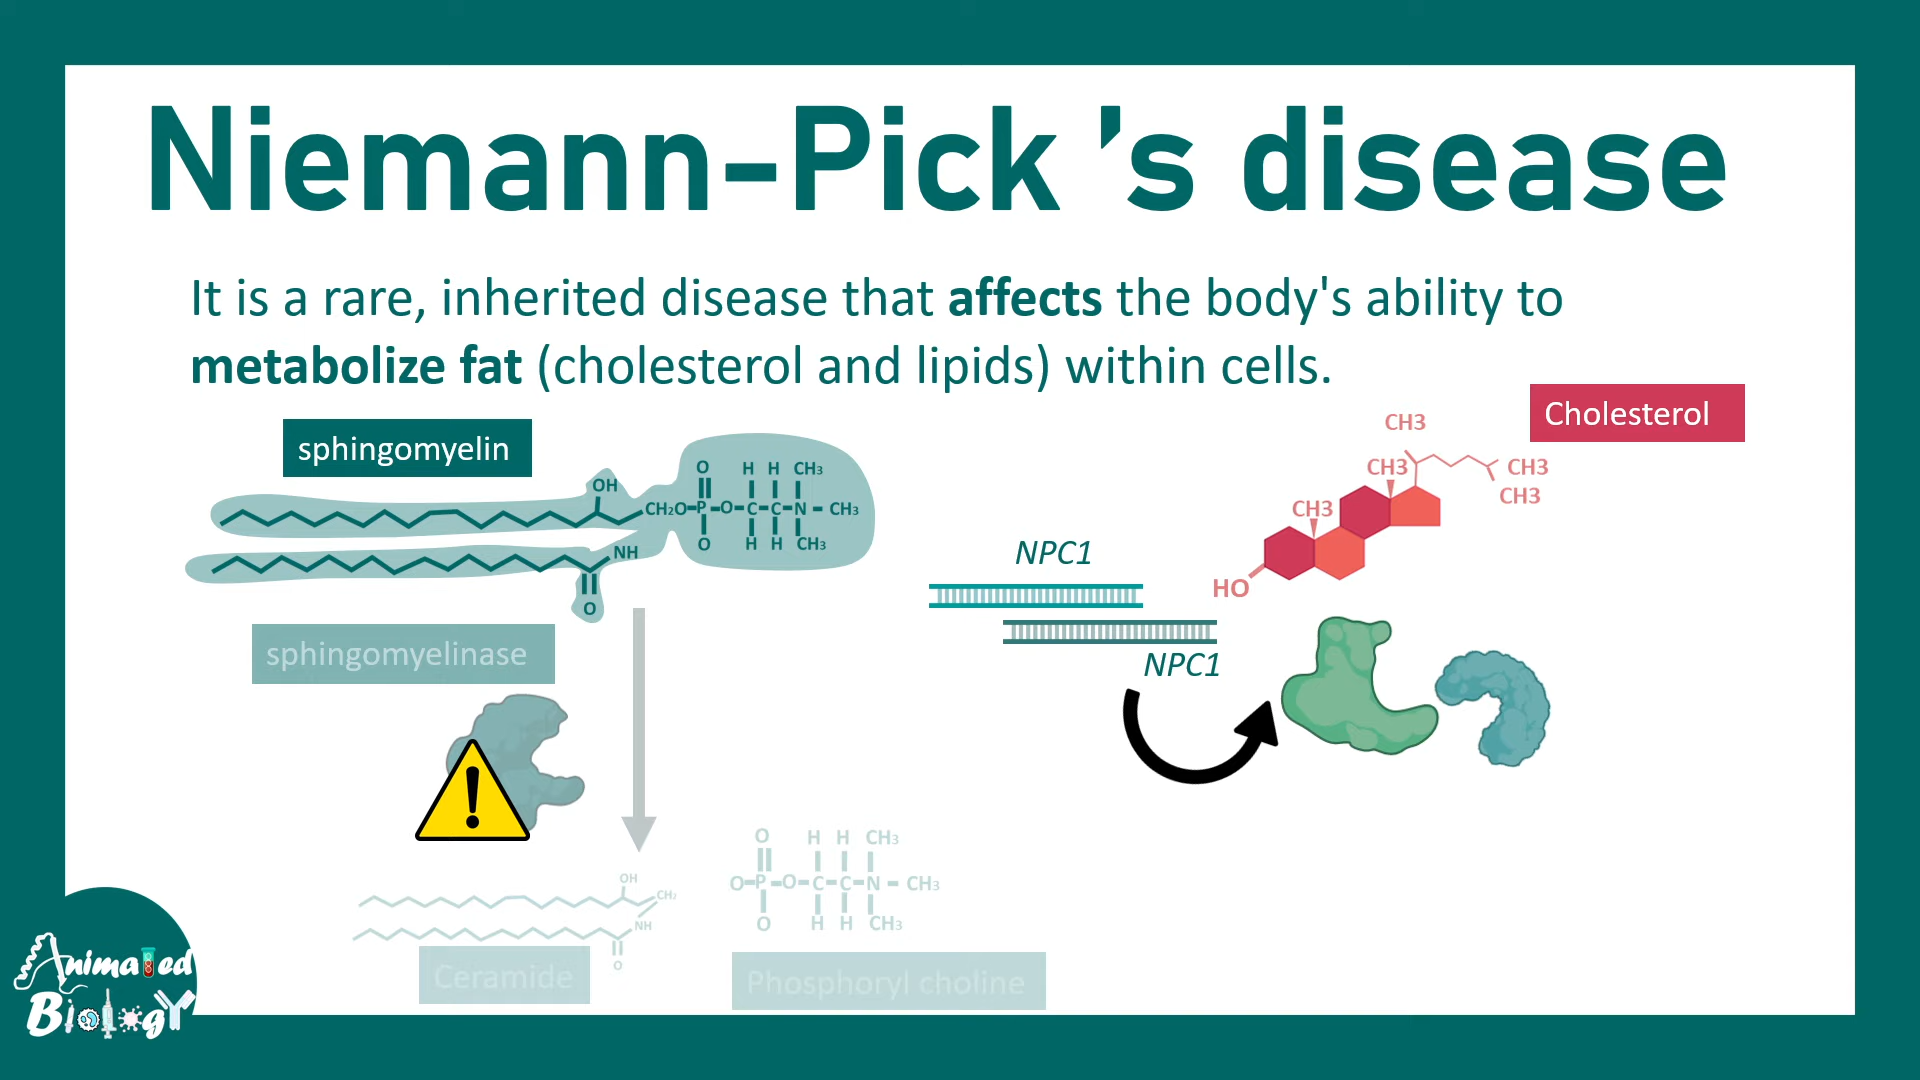 Niemann-Pick 's disease
It is a rare, inherited disease that affects the body's ability to
metabolize fat (cholesterol and lipids) within cells.
Cholesterol
CH3
CH3
CH3
CH3
CH3
HO
sphingomyelin
OH
O H H CH3
CH2O-P-O-C-C-N-CH3
O H H CH3
NH
O
NPC1
NPC1
sphingomyelinase
!
O H H CH3
O-P-O-C-C-N-CH3
O H H CH3
OH
CH2
NH
O
Ceramide
Phosphoryl choline
Animated
Biology